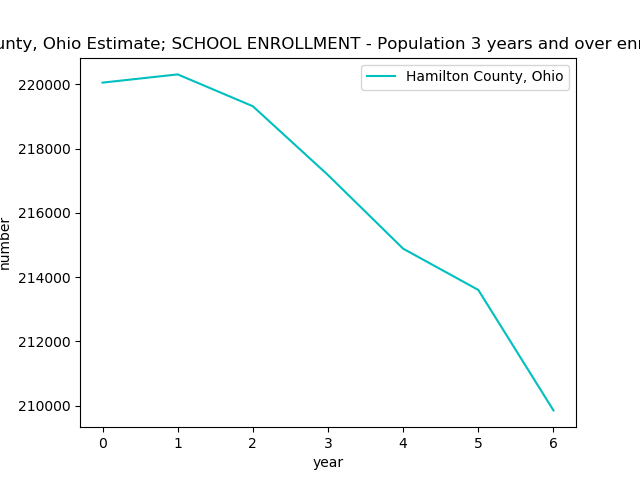 unty, Ohio Estimate; SCHOOL ENROLLMENT - Population 3 years and over enr
Hamilton County, Ohio
220000
218000
216000
214000
212000
210000
number
0 1 2 3 4 5 6
year